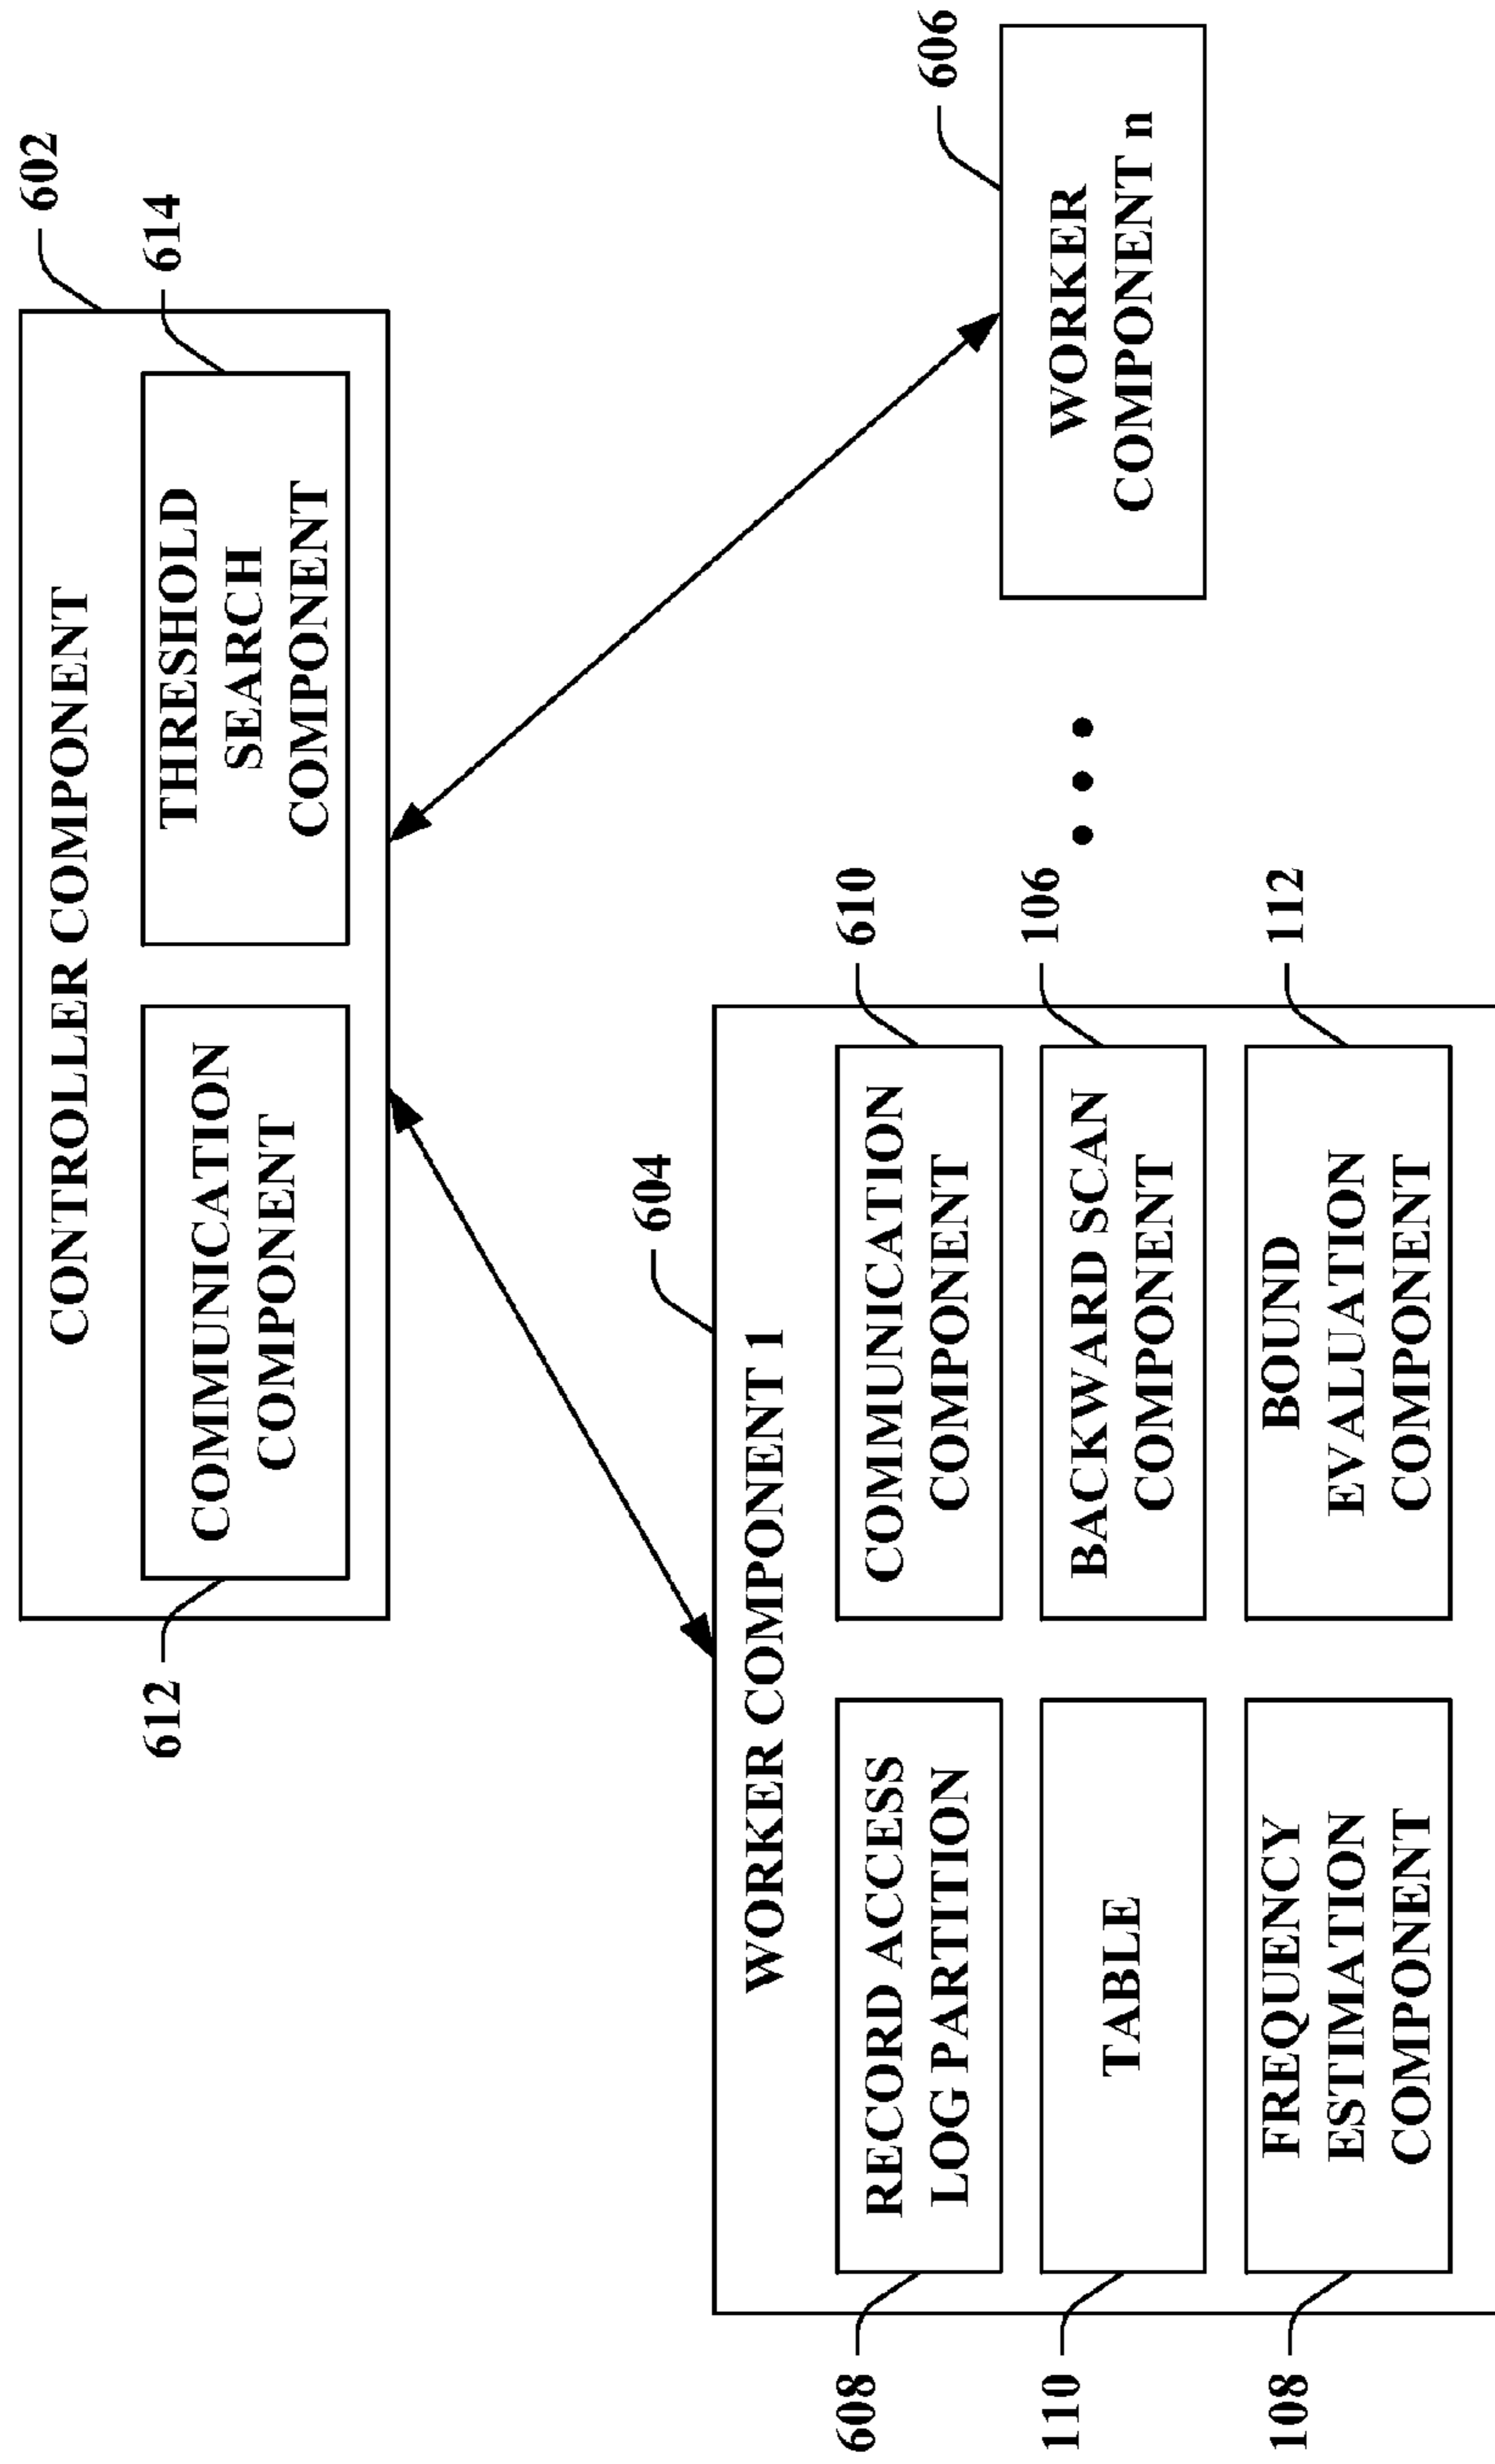 602
CONTROLLER COMPONENT
612
COMMUNICATION
COMPONENT
614
THRESHOLD
SEARCH
COMPONENT
604
WORKER COMPONENT 1
608
RECORD ACCESS
LOG PARTITION
610
COMMUNICATION
COMPONENT
110
TABLE
106
BACKWARD SCAN
COMPONENT
108
FREQUENCY
ESTIMATION
COMPONENT
112
BOUND
EVALUATION
COMPONENT
606
WORKER
COMPONENT n